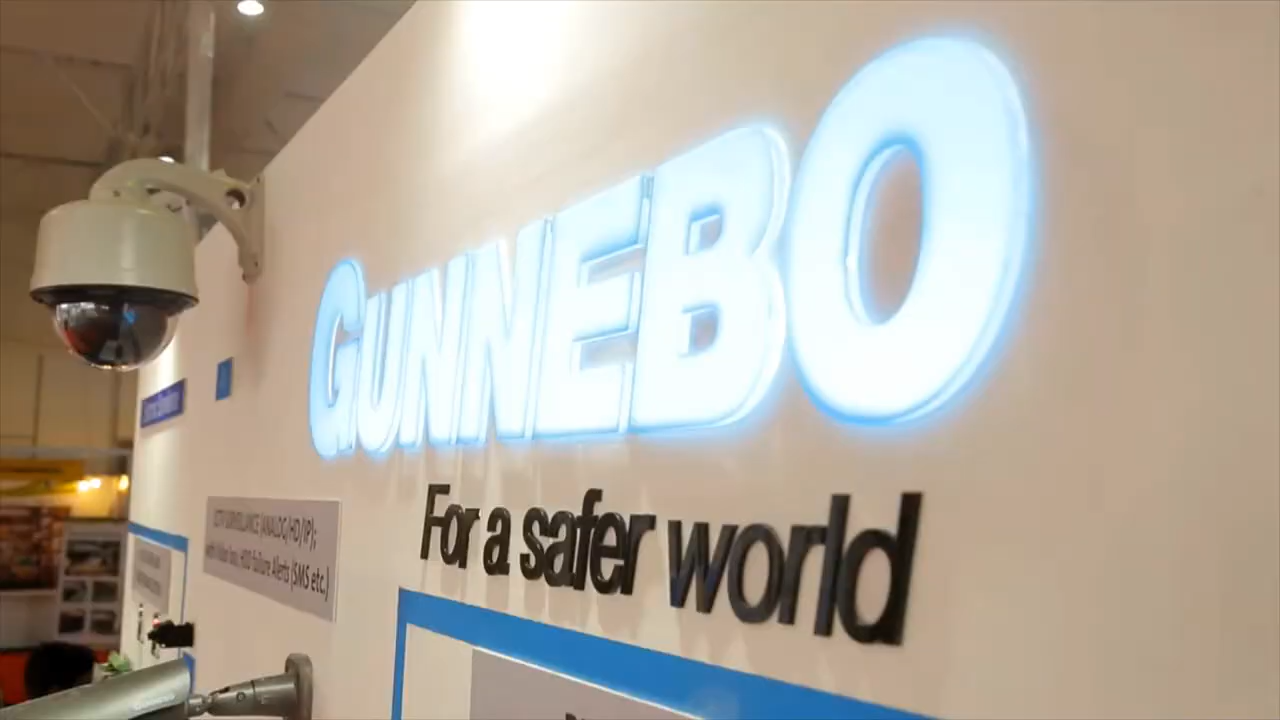 GUNNEBO
For a safer world
CCTV SURVEILLANCE (ANALOG/HD/IP);
with Video loss, HDD Failure Alerts (SMS etc.)